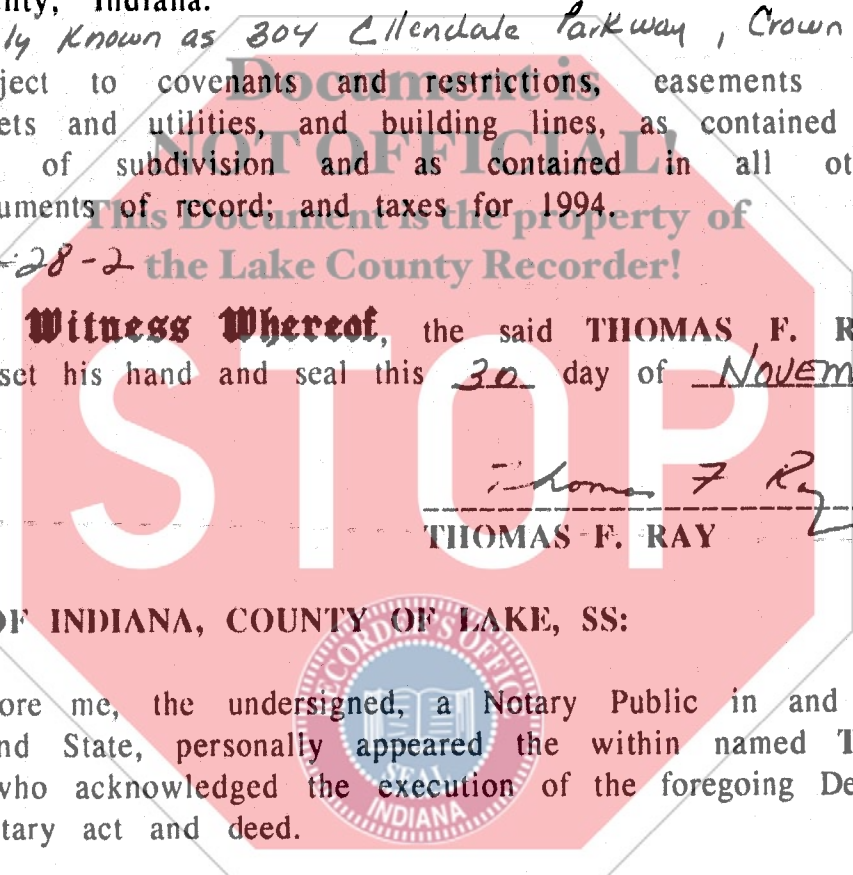 nty, Indiana.
ly Known as 304 Ellendale Parkway, Crown
ject to covenants and restrictions, easements
ets and utilities, and building lines, as contained
of subdivision and as contained in all ot
uments of record; and taxes for 1994.
-28-2
Document is
NOT OFFICIAL!
This Document is the property of
the Lake County Recorder!
Witness Whereof, the said THOMAS F. R
set his hand and seal this 30 day of NOVEM
STOP
Thomas F Ray
THOMAS F. RAY
OF INDIANA, COUNTY OF LAKE, SS:
ore me, the undersigned, a Notary Public in and
nd State, personally appeared the within named T
who acknowledged the execution of the foregoing De
tary act and deed.
RECORDER'S OFFIC
SEAL
INDIANA